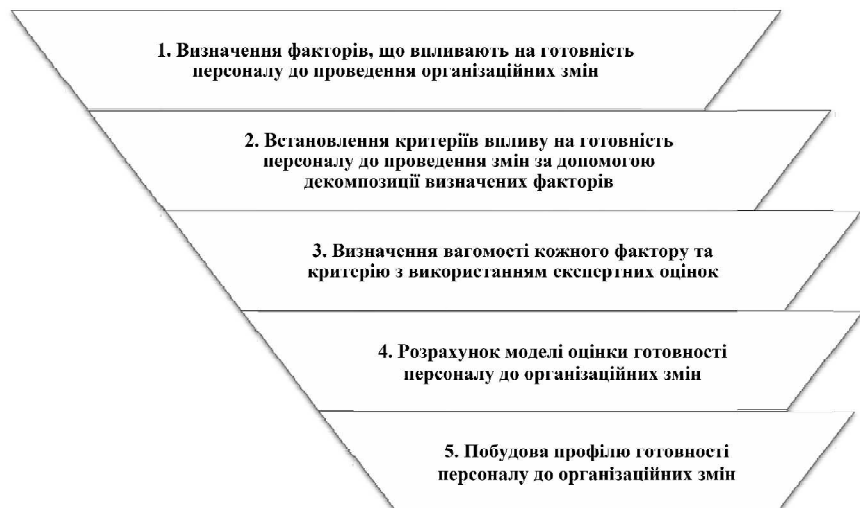 1. Визначення факторів, що впливають на готовність
персоналу до проведення організаційних змін
2. Встановлення критеріїв впливу на готовність
персоналу до проведення змін за допомогою
декомпозиції визначених факторів
3. Визначення вагомості кожного фактору та
критерію з використанням експертних оцінок
4. Розрахунок моделі оцінки готовності
персоналу до організаційних змін
5. Побудова профілю готовності
персоналу до організаційних змін